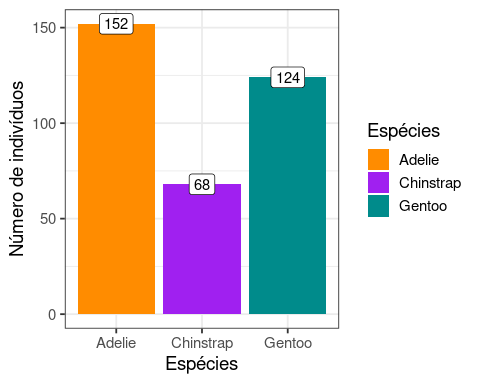 Número de indivíduos
150
100
50
0
152
68
124
Adelie
Chinstrap
Gentoo
Espécies
Espécies
Adelie
Chinstrap
Gentoo